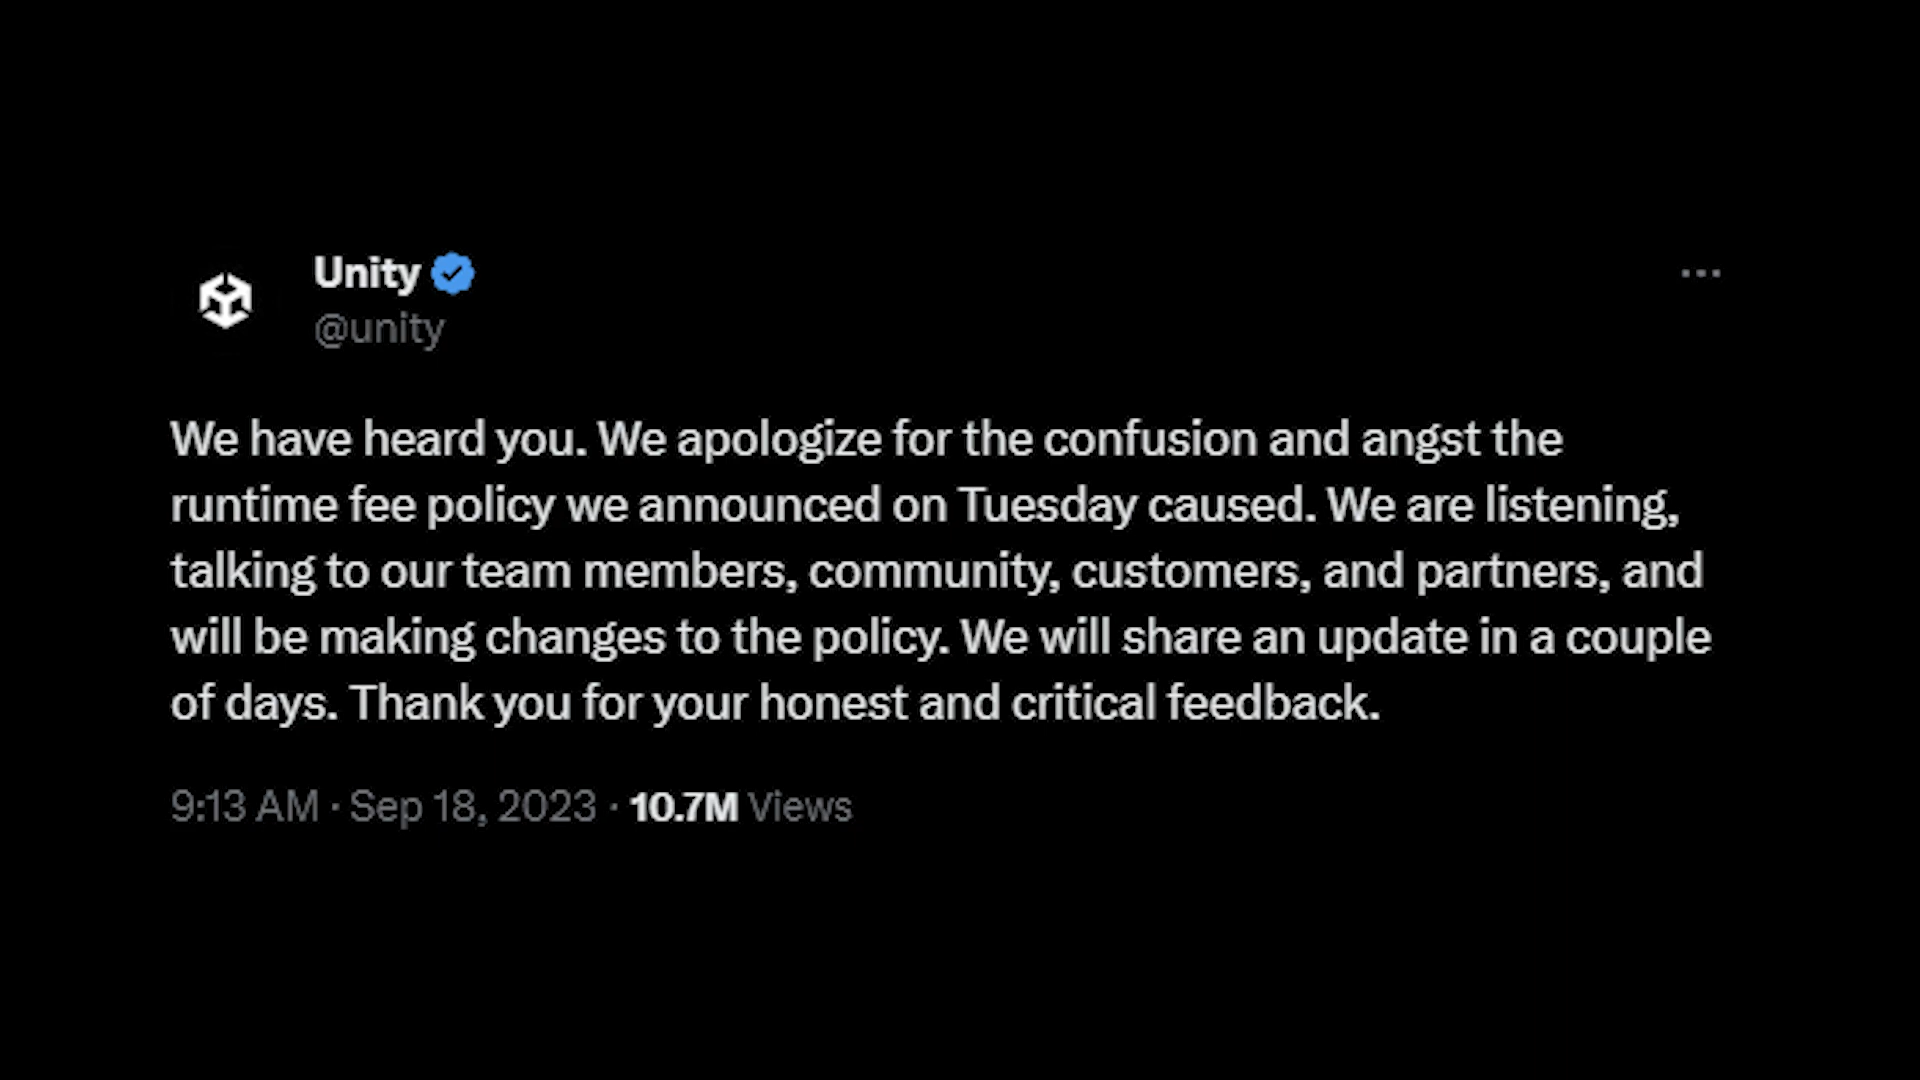 Unity
@unity
We have heard you. We apologize for the confusion and angst the
runtime fee policy we announced on Tuesday caused. We are listening,
talking to our team members, community, customers, and partners, and
will be making changes to the policy. We will share an update in a couple
of days. Thank you for your honest and critical feedback.
9:13 AM · Sep 18, 2023 · 10.7M Views